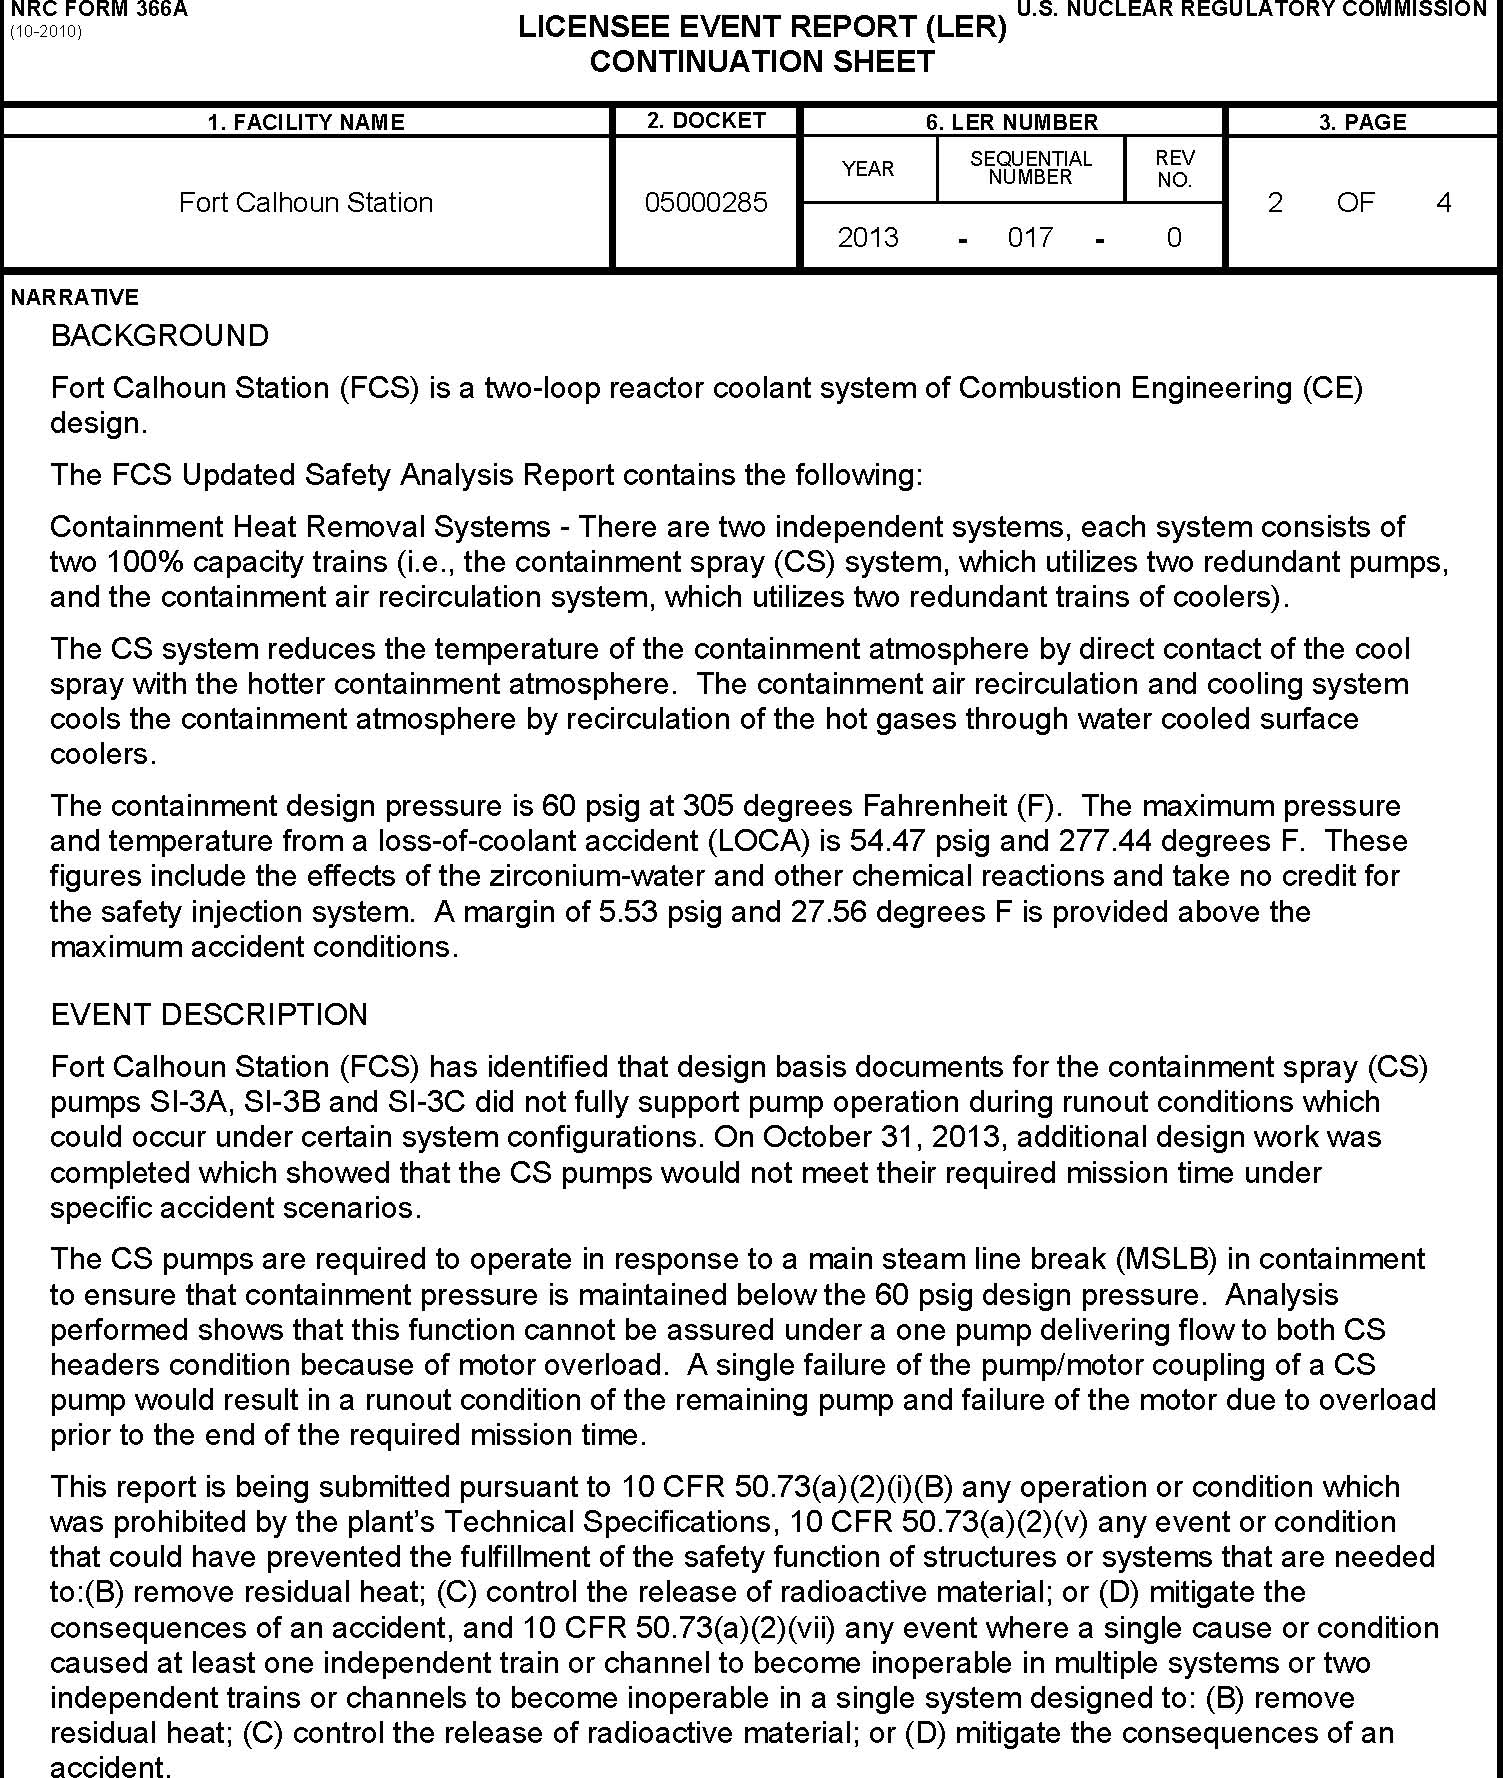 NRC FORM 366A
(10-2010)
U.S. NUCLEAR REGULATORY COMMISSION
LICENSEE EVENT REPORT (LER)
CONTINUATION SHEET
1. FACILITY NAME
2. DOCKET
6. LER NUMBER
3. PAGE
Fort Calhoun Station
05000285
YEAR
SEQUENTIAL
NUMBER
REV
NO.
2 OF 4
2013 - 017 - 0
NARRATIVE
BACKGROUND
Fort Calhoun Station (FCS) is a two-loop reactor coolant system of Combustion Engineering (CE)
design.
The FCS Updated Safety Analysis Report contains the following:
Containment Heat Removal Systems - There are two independent systems, each system consists of
two 100% capacity trains (i.e., the containment spray (CS) system, which utilizes two redundant pumps,
and the containment air recirculation system, which utilizes two redundant trains of coolers).
The CS system reduces the temperature of the containment atmosphere by direct contact of the cool
spray with the hotter containment atmosphere.  The containment air recirculation and cooling system
cools the containment atmosphere by recirculation of the hot gases through water cooled surface
coolers.
The containment design pressure is 60 psig at 305 degrees Fahrenheit (F).  The maximum pressure
and temperature from a loss-of-coolant accident (LOCA) is 54.47 psig and 277.44 degrees F.  These
figures include the effects of the zirconium-water and other chemical reactions and take no credit for
the safety injection system.  A margin of 5.53 psig and 27.56 degrees F is provided above the
maximum accident conditions.
EVENT DESCRIPTION
Fort Calhoun Station (FCS) has identified that design basis documents for the containment spray (CS)
pumps SI-3A, SI-3B and SI-3C did not fully support pump operation during runout conditions which
could occur under certain system configurations. On October 31, 2013, additional design work was
completed which showed that the CS pumps would not meet their required mission time under
specific accident scenarios.
The CS pumps are required to operate in response to a main steam line break (MSLB) in containment
to ensure that containment pressure is maintained below the 60 psig design pressure.  Analysis
performed shows that this function cannot be assured under a one pump delivering flow to both CS
headers condition because of motor overload.  A single failure of the pump/motor coupling of a CS
pump would result in a runout condition of the remaining pump and failure of the motor due to overload
prior to the end of the required mission time.
This report is being submitted pursuant to 10 CFR 50.73(a)(2)(i)(B) any operation or condition which
was prohibited by the plant's Technical Specifications, 10 CFR 50.73(a)(2)(v) any event or condition
that could have prevented the fulfillment of the safety function of structures or systems that are needed
to:(B) remove residual heat; (C) control the release of radioactive material; or (D) mitigate the
consequences of an accident, and 10 CFR 50.73(a)(2)(vii) any event where a single cause or condition
caused at least one independent train or channel to become inoperable in multiple systems or two
independent trains or channels to become inoperable in a single system designed to: (B) remove
residual heat; (C) control the release of radioactive material; or (D) mitigate the consequences of an
accident.